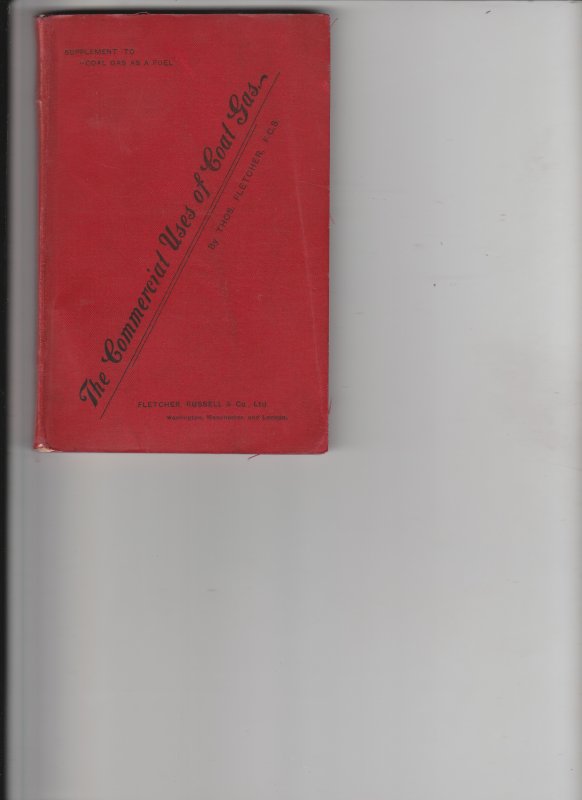 SUPPLEMENT TO
"COAL GAS AS A FUEL"
The Commercial Uses of Coal Gas.
By THOS. FLETCHER, F.C.S.
FLETCHER, RUSSELL & Co., Ltd.
Warrington, Manchester, and London.